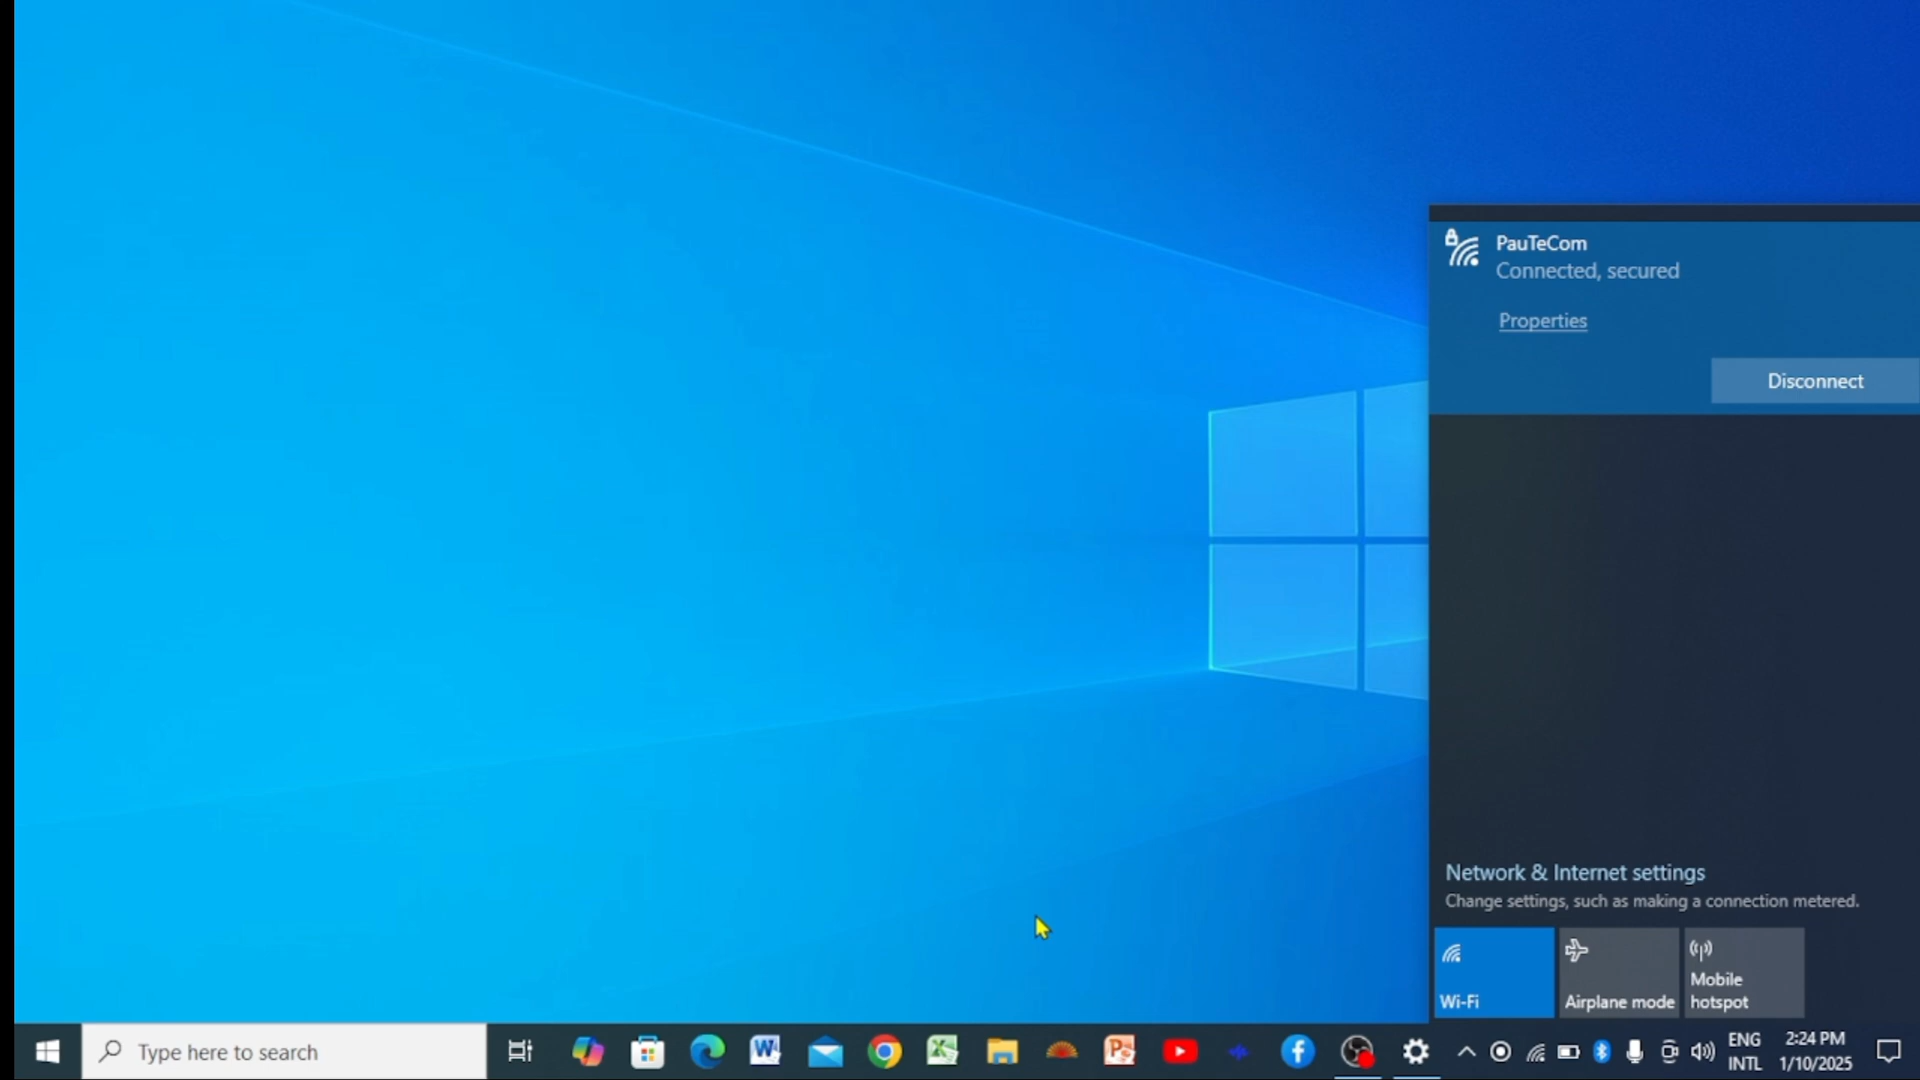 PauTeCom
Connected, secured
Properties
Disconnect
Network & Internet settings
Change settings, such as making a connection metered.
Wi-Fi
Airplane mode
Mobile
hotspot
Type here to search
ENG
INTL
2:24 PM
1/10/2025